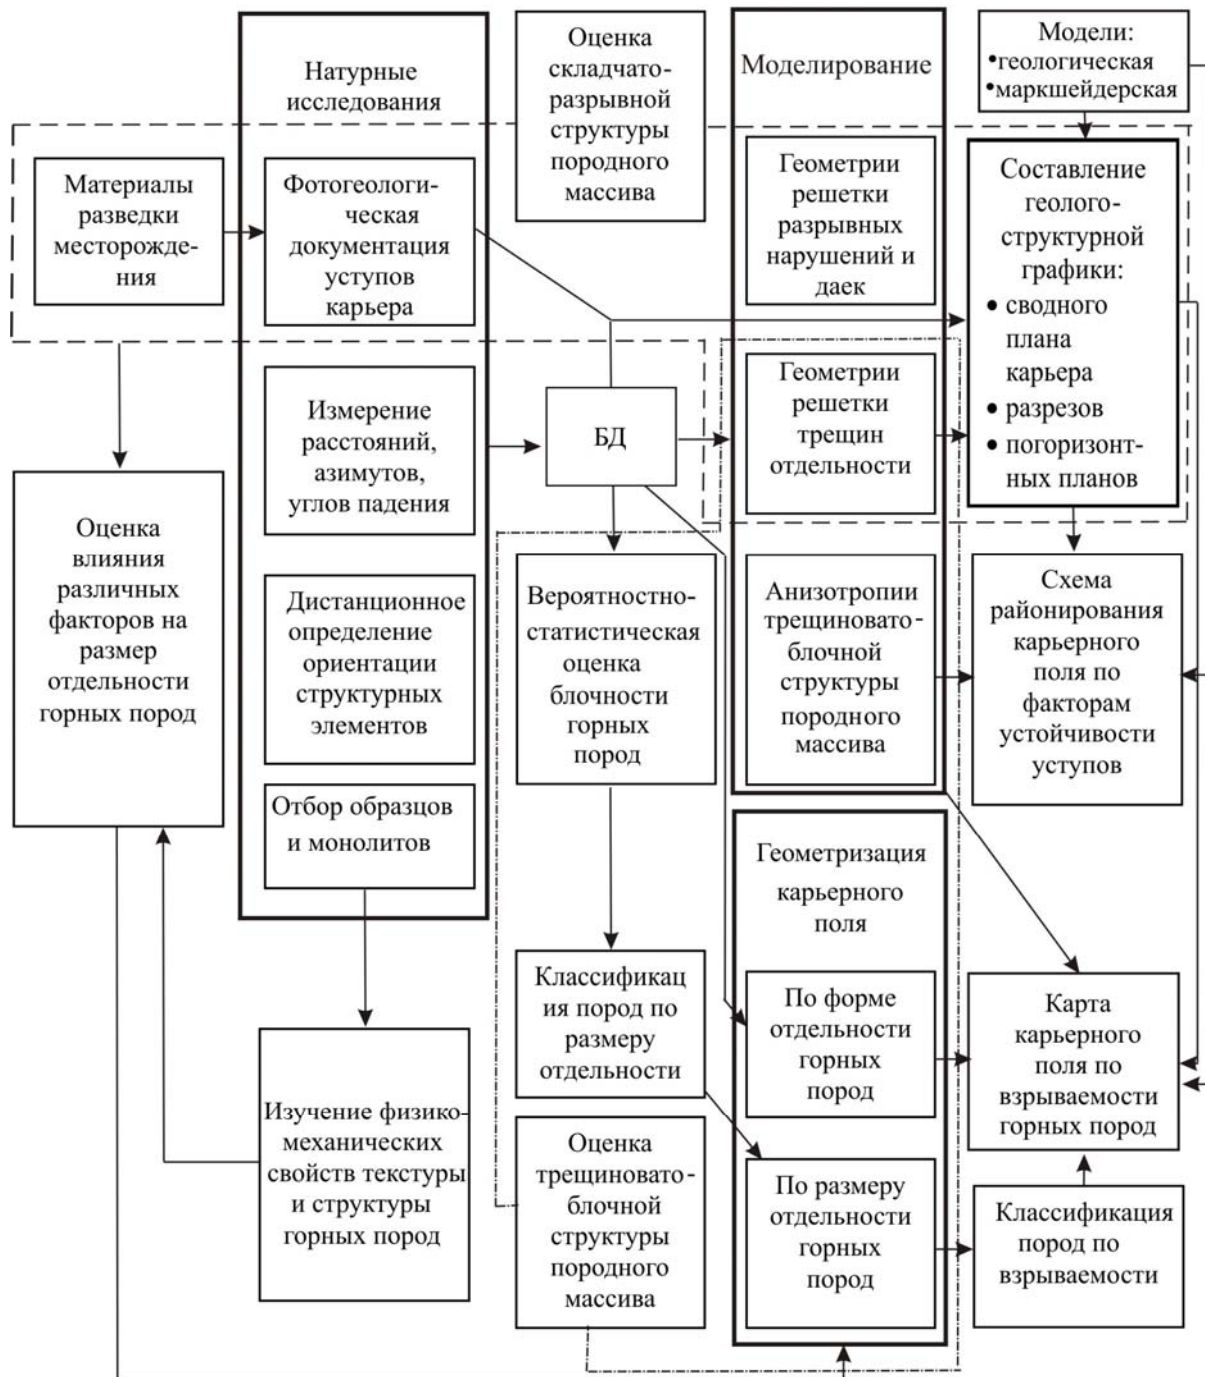 Натурные
исследования
Оценка
складчато-
разрывной
структуры
породного
массива
Моделирование
Модели:
•геологическая
•маркшейдерская
Материалы
разведки
месторожде-
ния
Фотогеологи-
ческая
документация
уступов
карьера
Геометрии
решетки
разрывных
нарушений и
даек
Составление
геолого-
структурной
графики:
• сводного
плана
карьера
• разрезов
• погоризонт-
ных планов
Измерение
расстояний,
азимутов,
углов падения
БД
Геометрии
решетки
трещин
отдельности
Оценка
влияния
различных
факторов на
размер
отдельности
горных пород
Дистанционное
определение
ориентации
структурных
элементов
Вероятностно-
статистическая
оценка
блочности
горных
пород
Анизотропии
трещиновато-
блочной
структуры
породного
массива
Схема
районирования
карьерного
поля по
факторам
устойчивости
уступов
Отбор образцов
и монолитов
Геометризация
карьерного
поля
Классификац
ия пород по
размеру
отдельности
По форме
отдельности
горных
пород
Карта
карьерного
поля по
взрываемости
горных пород
Изучение физико-
механических
свойств текстуры
и структуры
горных пород
Оценка
трещиновато-
блочной
структуры
породного
массива
По размеру
отдельности
горных
пород
Классификация
пород по
взрываемости